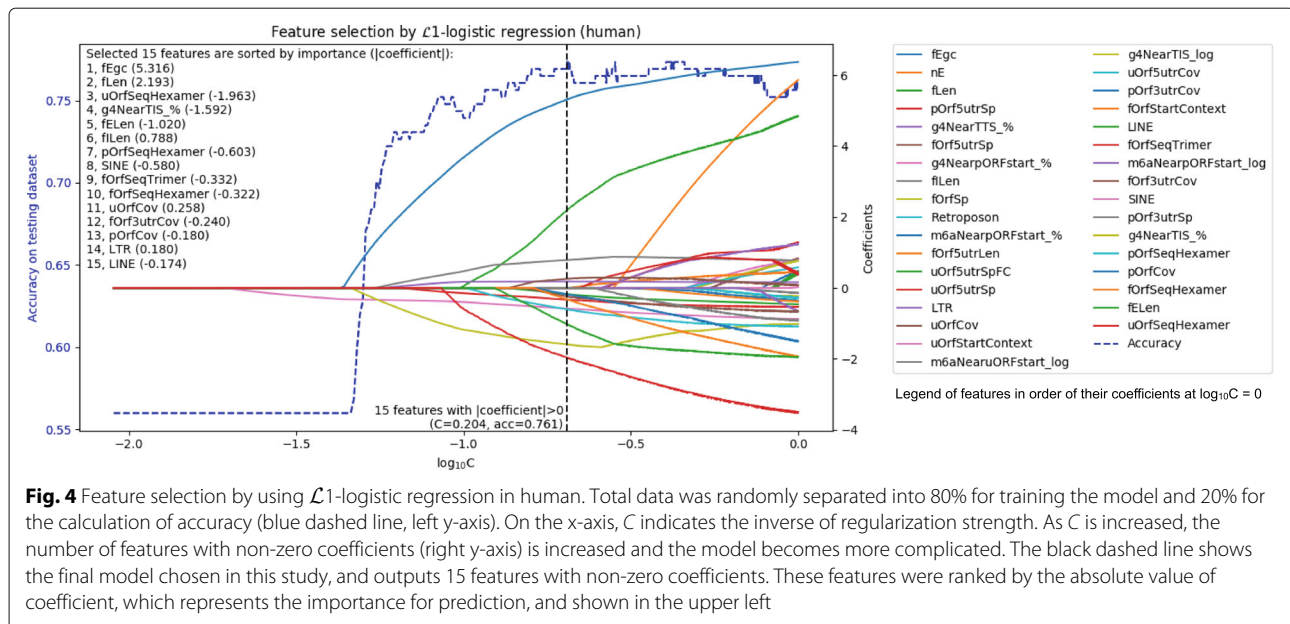 Feature selection by ℒ1-logistic regression (human)
Selected 15 features are sorted by importance (|coefficient|):
1, fEgc (5.316)
2, fLen (2.193)
3, uOrfSeqHexamer (-1.963)
4, g4NearTIS_% (-1.592)
5, fELen (-1.020)
6, fILen (0.788)
7, pOrfSeqHexamer (-0.603)
8, SINE (-0.580)
9, fOrfSeqTrimer (-0.332)
10, fOrfSeqHexamer (-0.322)
11, uOrfCov (0.258)
12, fOrf3utrCov (-0.240)
13, pOrfCov (-0.180)
14, LTR (0.180)
15, LINE (-0.174)
15 features with |coefficient|>0
(C=0.204, acc=0.761)
Accuracy on testing dataset
0.75
0.70
0.65
0.60
0.55
-2.0
-1.5
-1.0
-0.5
0.0
log₁₀C
6
4
2
0
-2
-4
Coefficients
fEgc
nE
fLen
pOrf5utrSp
g4NearTTS_%
fOrf5utrSp
g4NearpORFstart_%
fILen
fOrfSp
Retroposon
m6aNearpORFstart_%
fOrf5utrLen
uOrf5utrSpFC
uOrf5utrSp
LTR
uOrfCov
uOrfStartContext
m6aNearuORFstart_log
g4NearTIS_log
uOrf5utrCov
pOrf3utrCov
fOrfStartContext
LINE
fOrfSeqTrimer
m6aNearpORFstart_log
fOrf3utrCov
SINE
pOrf3utrSp
g4NearTIS_%
pOrfSeqHexamer
pOrfCov
fOrfSeqHexamer
fELen
uOrfSeqHexamer
Accuracy
Legend of features in order of their coefficients at log₁₀C = 0
Fig. 4 Feature selection by using ℒ1-logistic regression in human. Total data was randomly separated into 80% for training the model and 20% for
the calculation of accuracy (blue dashed line, left y-axis). On the x-axis, C indicates the inverse of regularization strength. As C is increased, the
number of features with non-zero coefficients (right y-axis) is increased and the model becomes more complicated. The black dashed line shows
the final model chosen in this study, and outputs 15 features with non-zero coefficients. These features were ranked by the absolute value of
coefficient, which represents the importance for prediction, and shown in the upper left